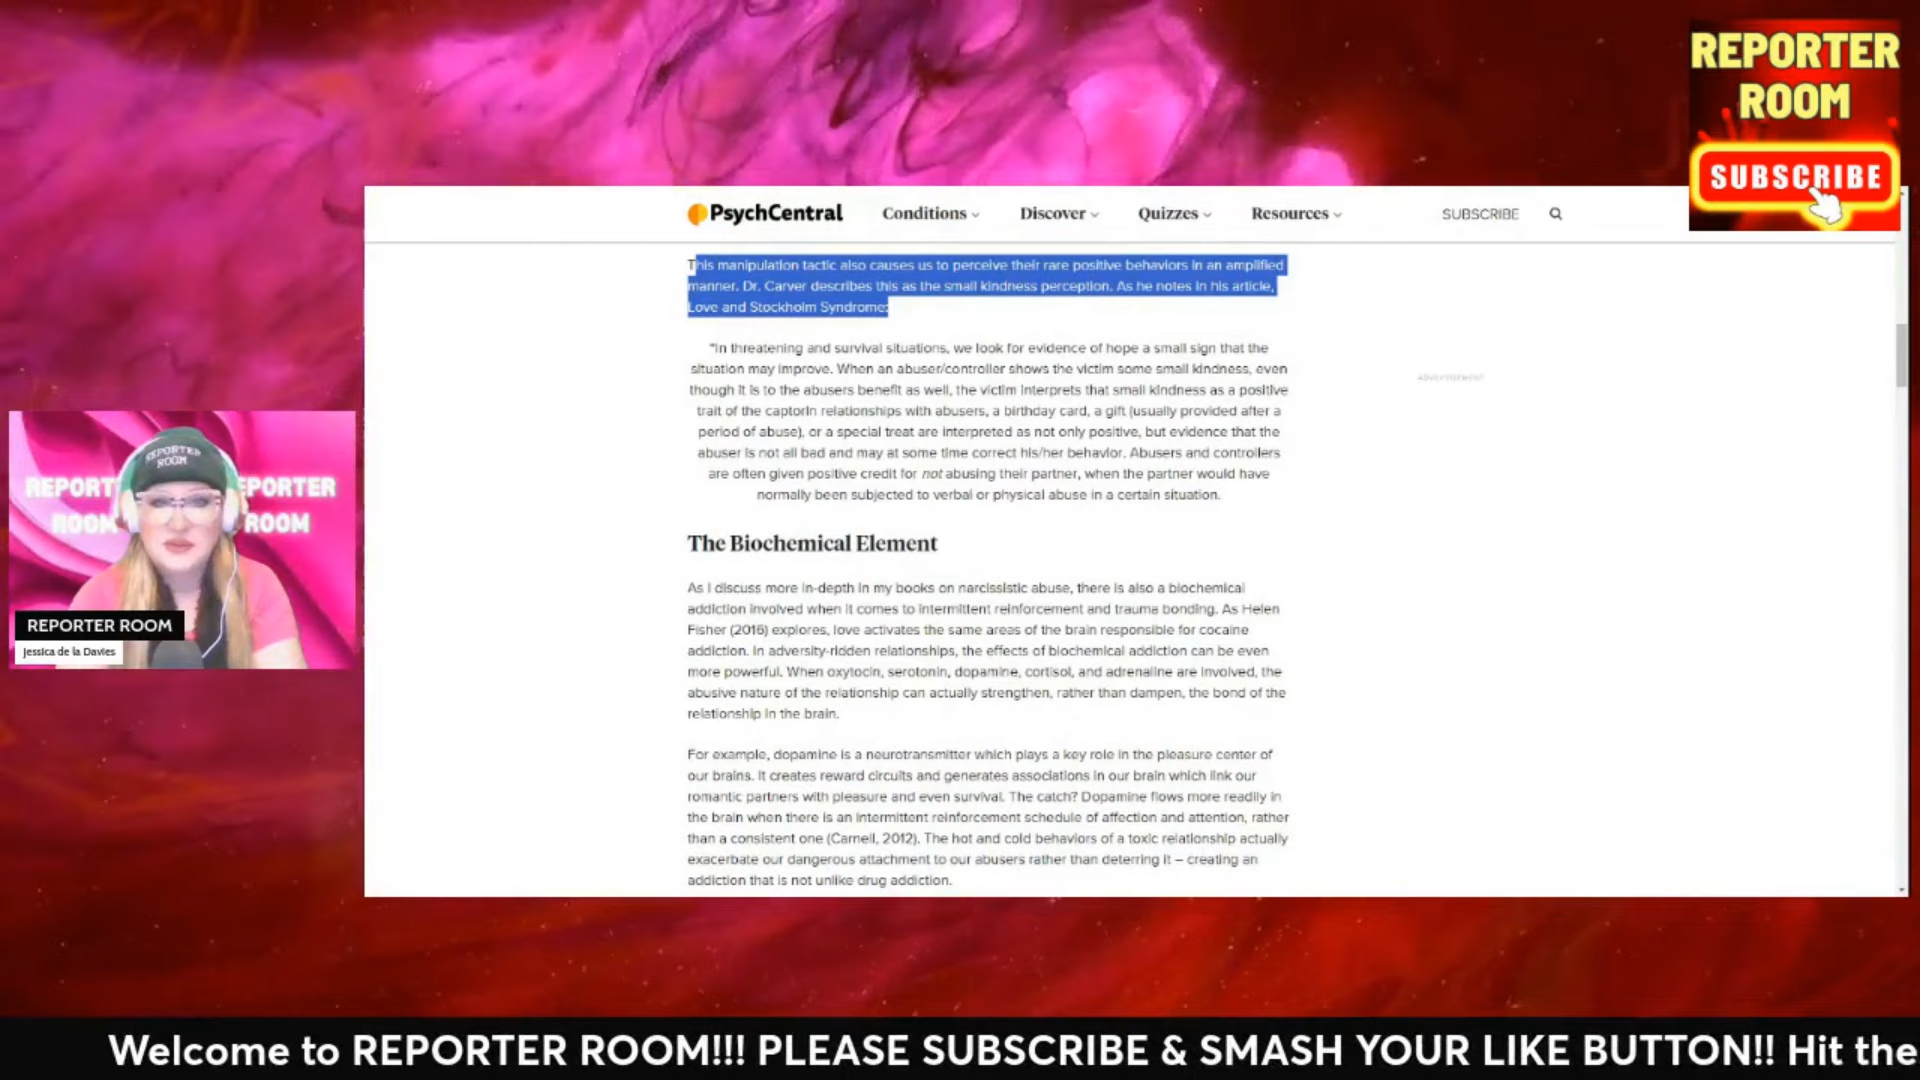 REPORTER
ROOM
SUBSCRIBE
PsychCentral
Conditions
Discover
Quizzes
Resources
SUBSCRIBE
This manipulation tactic also causes us to perceive their rare positive behaviors in an amplified
manner. Dr. Carver describes this as the small kindness perception. As he notes in his article,
Love and Stockholm Syndrome:
"In threatening and survival situations, we look for evidence of hope a small sign that the
situation may improve. When an abuser/controller shows the victim some small kindness, even
though it is to the abusers benefit as well, the victim interprets that small kindness as a positive
trait of the captorIn relationships with abusers, a birthday card, a gift (usually provided after a
period of abuse), or a special treat are interpreted as not only positive, but evidence that the
abuser is not all bad and may at some time correct his/her behavior. Abusers and controllers
are often given positive credit for not abusing their partner, when the partner would have
normally been subjected to verbal or physical abuse in a certain situation.
ADVERTISEMENT
The Biochemical Element
As I discuss more in-depth in my books on narcissistic abuse, there is also a biochemical
addiction involved when it comes to intermittent reinforcement and trauma bonding. As Helen
Fisher (2016) explores, love activates the same areas of the brain responsible for cocaine
addiction. In adversity-ridden relationships, the effects of biochemical addiction can be even
more powerful. When oxytocin, serotonin, dopamine, cortisol, and adrenaline are involved, the
abusive nature of the relationship can actually strengthen, rather than dampen, the bond of the
relationship in the brain.
For example, dopamine is a neurotransmitter which plays a key role in the pleasure center of
our brains. It creates reward circuits and generates associations in our brain which link our
romantic partners with pleasure and even survival. The catch? Dopamine flows more readily in
the brain when there is an intermittent reinforcement schedule of affection and attention, rather
than a consistent one (Carnell, 2012). The hot and cold behaviors of a toxic relationship actually
exacerbate our dangerous attachment to our abusers rather than deterring it – creating an
addiction that is not unlike drug addiction.
REPORTER
ROOM
REPORT
EPORTER
ROOM
ROOM
REPORTER ROOM
Jessica de la Davies
Welcome to REPORTER ROOM!!! PLEASE SUBSCRIBE & SMASH YOUR LIKE BUTTON!! Hit the